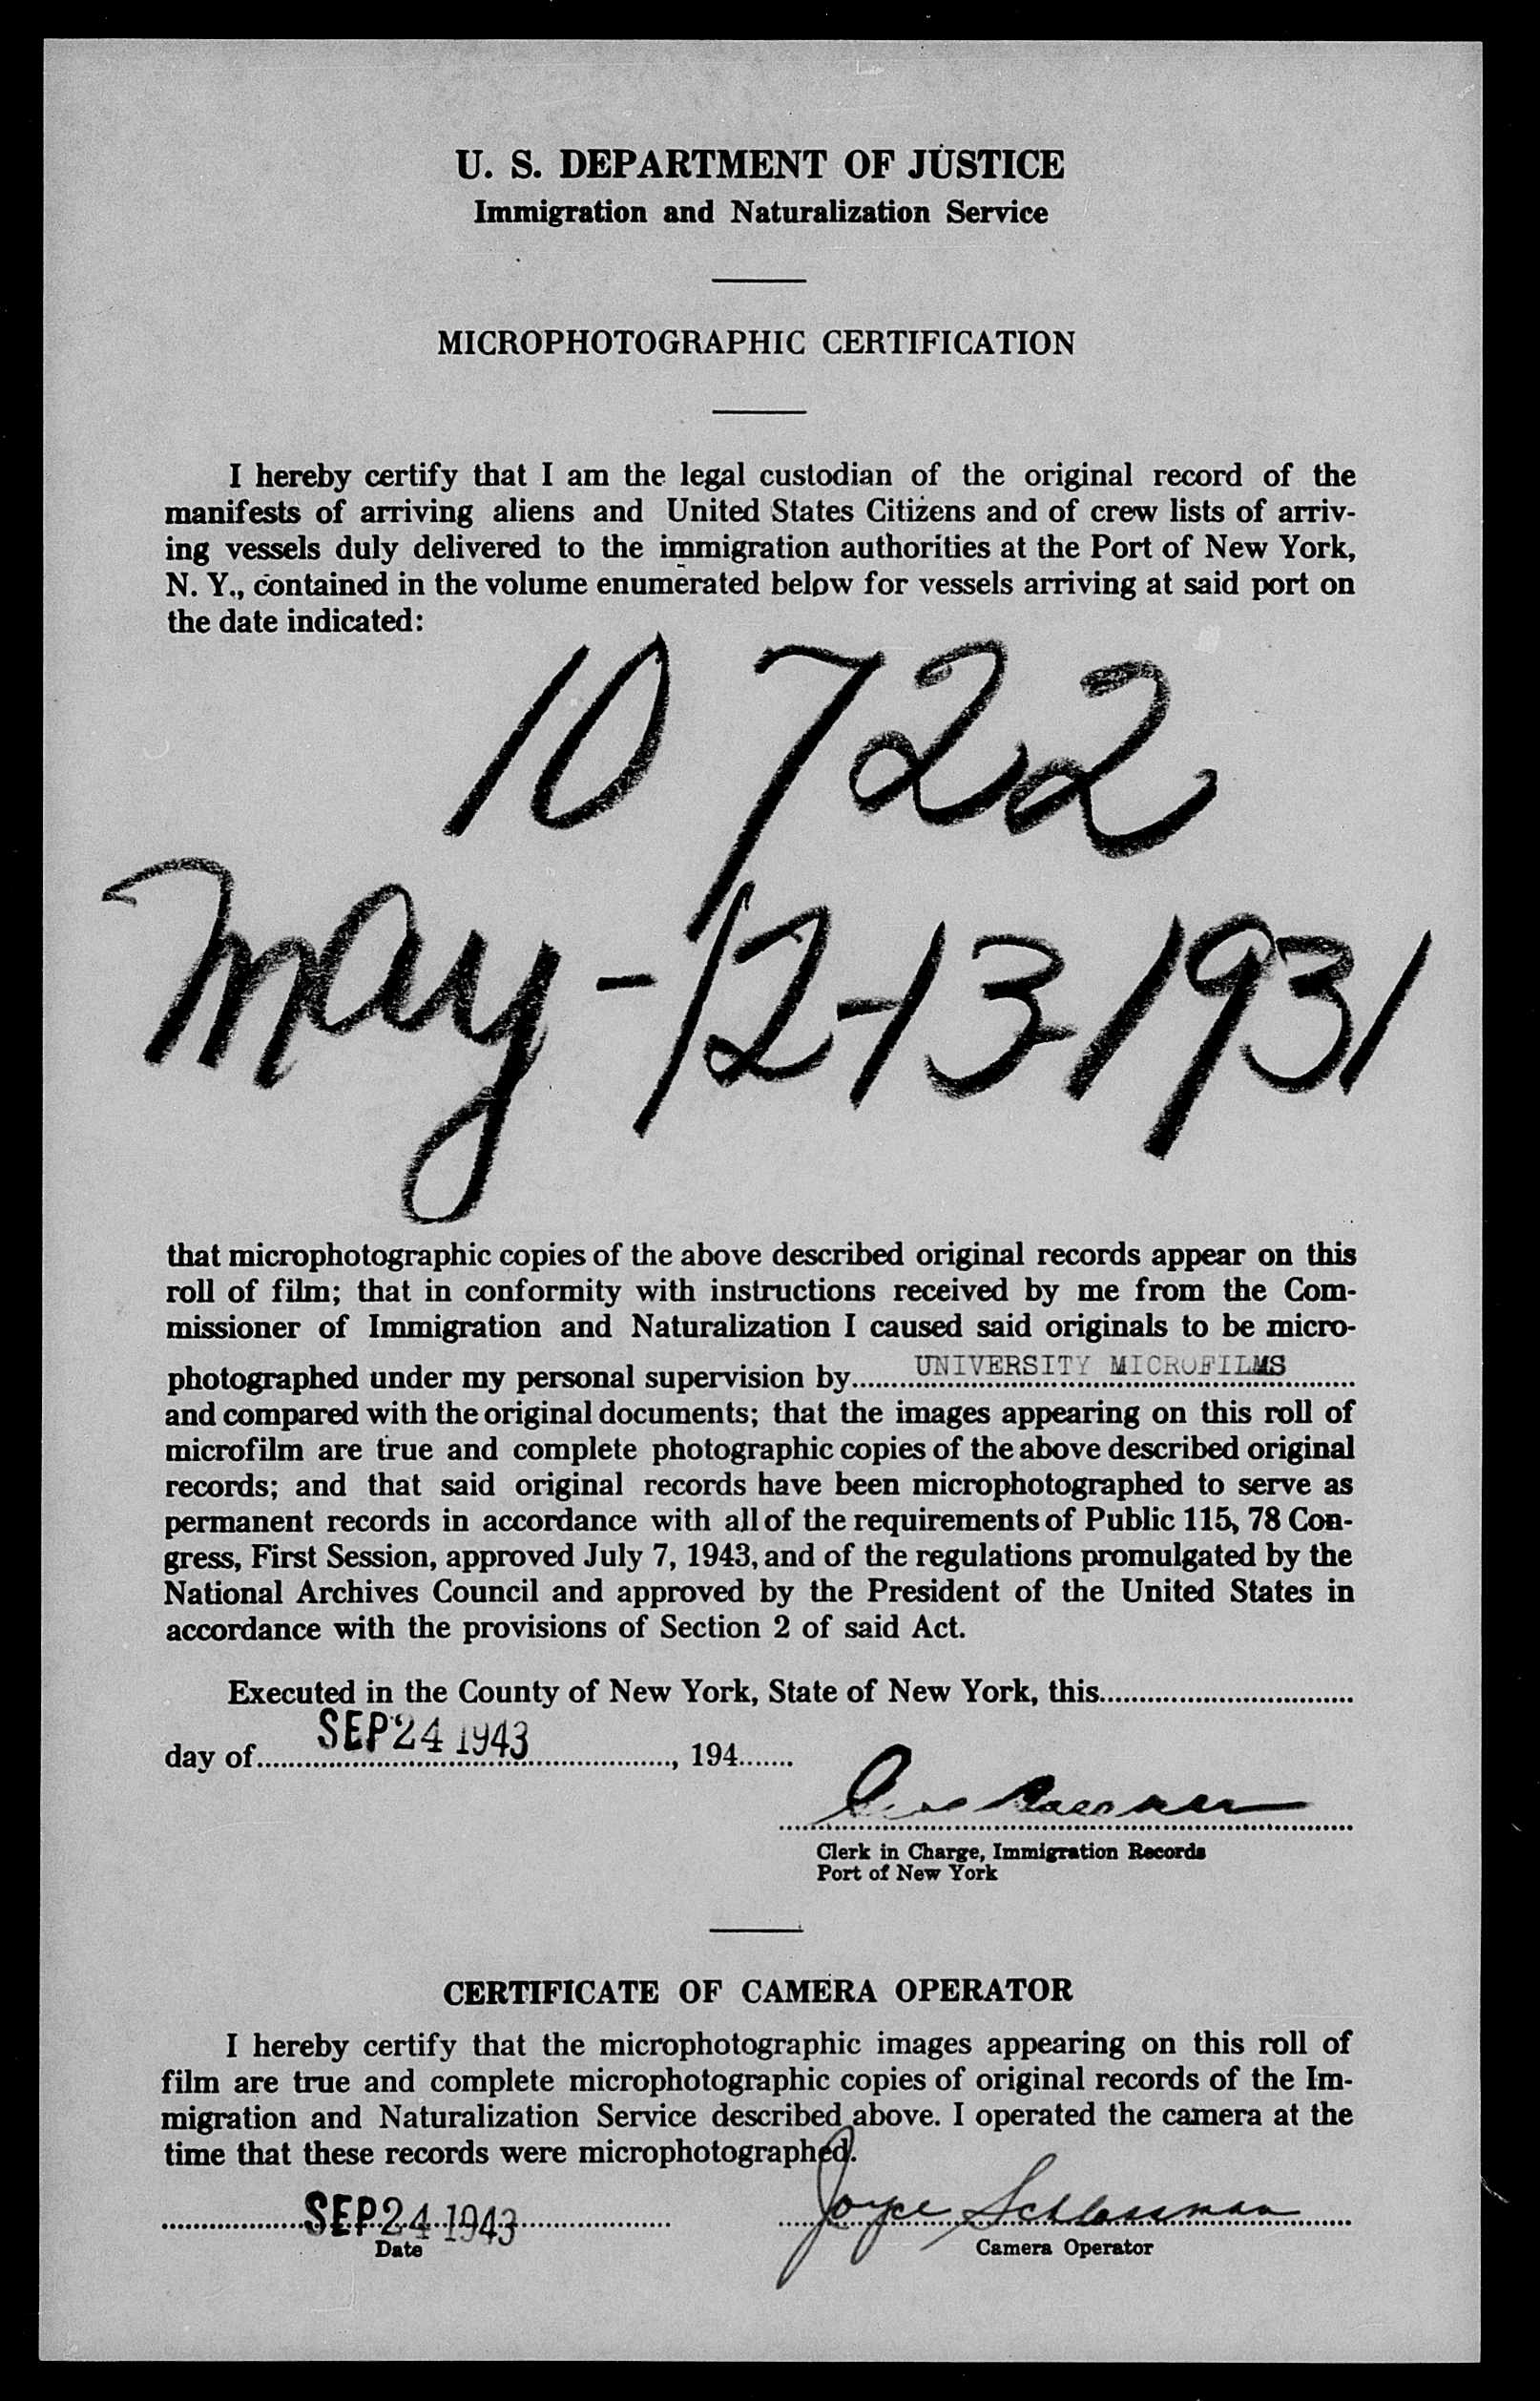 U. S. DEPARTMENT OF JUSTICE
Immigration and Naturalization Service
MICROPHOTOGRAPHIC CERTIFICATION
I hereby certify that I am the legal custodian of the original record of the
manifests of arriving aliens and United States Citizens and of crew lists of arriv-
ing vessels duly delivered to the immigration authorities at the Port of New York,
N. Y., contained in the volume enumerated below for vessels arriving at said port on
the date indicated:
10722
May-12-13-1931
that microphotographic copies of the above described original records appear on this
roll of film; that in conformity with instructions received by me from the Com-
missioner of Immigration and Naturalization I caused said originals to be micro-
photographed under my personal supervision by UNIVERSITY MICROFILMS
and compared with the original documents; that the images appearing on this roll of
microfilm are true and complete photographic copies of the above described original
records; and that said original records have been microphotographed to serve as
permanent records in accordance with all of the requirements of Public 115, 78 Con-
gress, First Session, approved July 7, 1943, and of the regulations promulgated by the
National Archives Council and approved by the President of the United States in
accordance with the provisions of Section 2 of said Act.
Executed in the County of New York, State of New York, this
day of SEP 24 1943, 194
Clerk in Charge, Immigration Records
Port of New York
CERTIFICATE OF CAMERA OPERATOR
I hereby certify that the microphotographic images appearing on this roll of
film are true and complete microphotographic copies of original records of the Im-
migration and Naturalization Service described above. I operated the camera at the
time that these records were microphotographed.
SEP 24 1943 Joyce Schlossman
Date Camera Operator